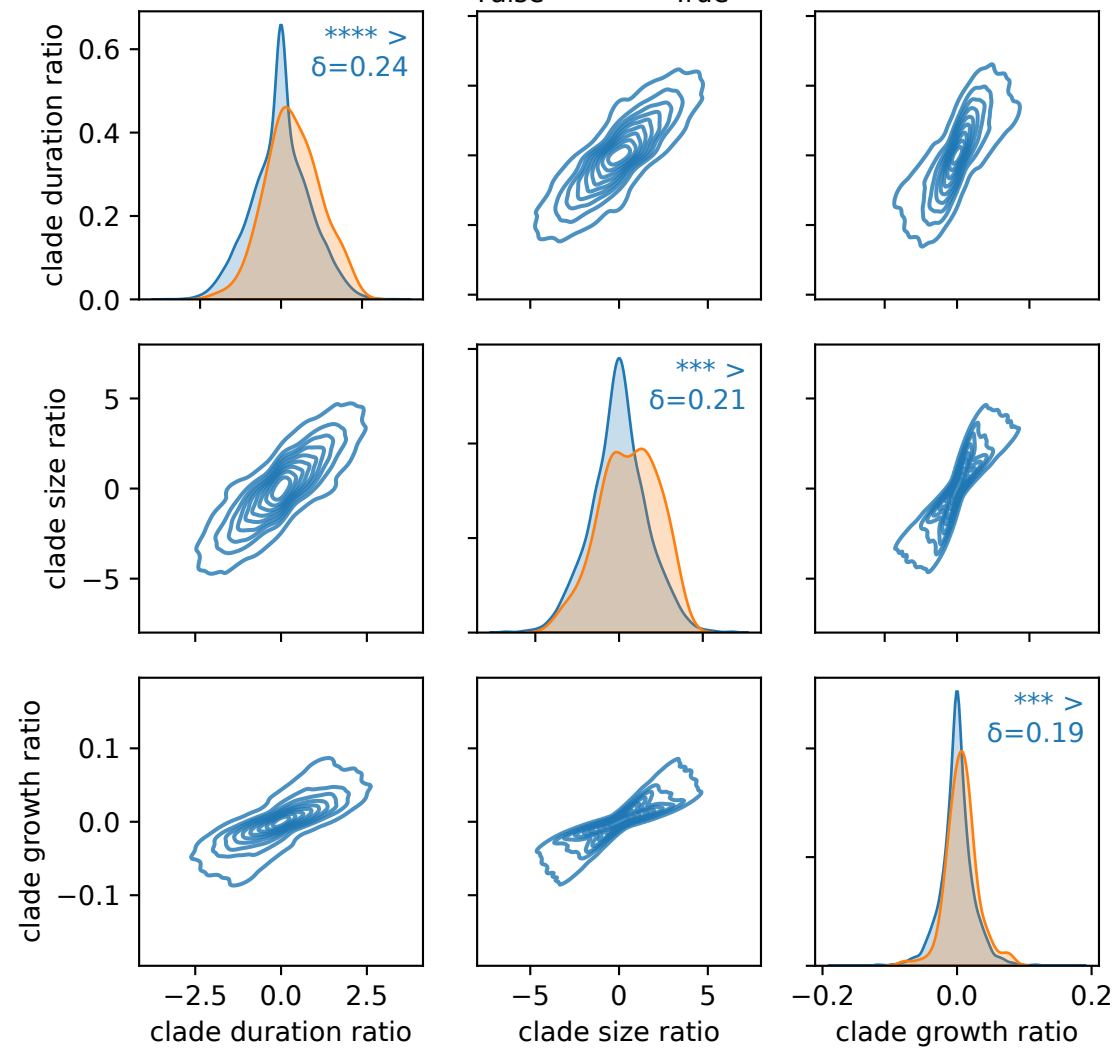 clade duration ratio
0.6
0.4
0.2
0.0
**** >
δ=0.24
clade size ratio
5
0
−5
*** >
δ=0.21
clade growth ratio
0.1
0.0
−0.1
*** >
δ=0.19
−2.5 0.0 2.5
−5 0 5
−0.2 0.0 0.2
clade duration ratio
clade size ratio
clade growth ratio